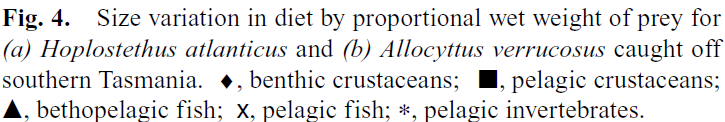 Fig. 4. Size variation in diet by proportional wet weight of prey for
(a) Hoplostethus atlanticus and (b) Allocyttus verrucosus caught off
southern Tasmania. ♦, benthic crustaceans; ■, pelagic crustaceans;
▲, bethopelagic fish; x, pelagic fish; *, pelagic invertebrates.